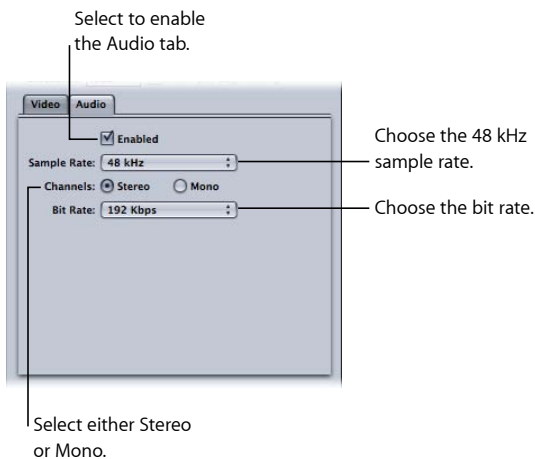 Select to enable
the Audio tab.
Video Audio
Enabled
Sample Rate: 48 kHz
Channels: Stereo Mono
Bit Rate: 192 Kbps
Choose the 48 kHz
sample rate.
Choose the bit rate.
Select either Stereo
or Mono.